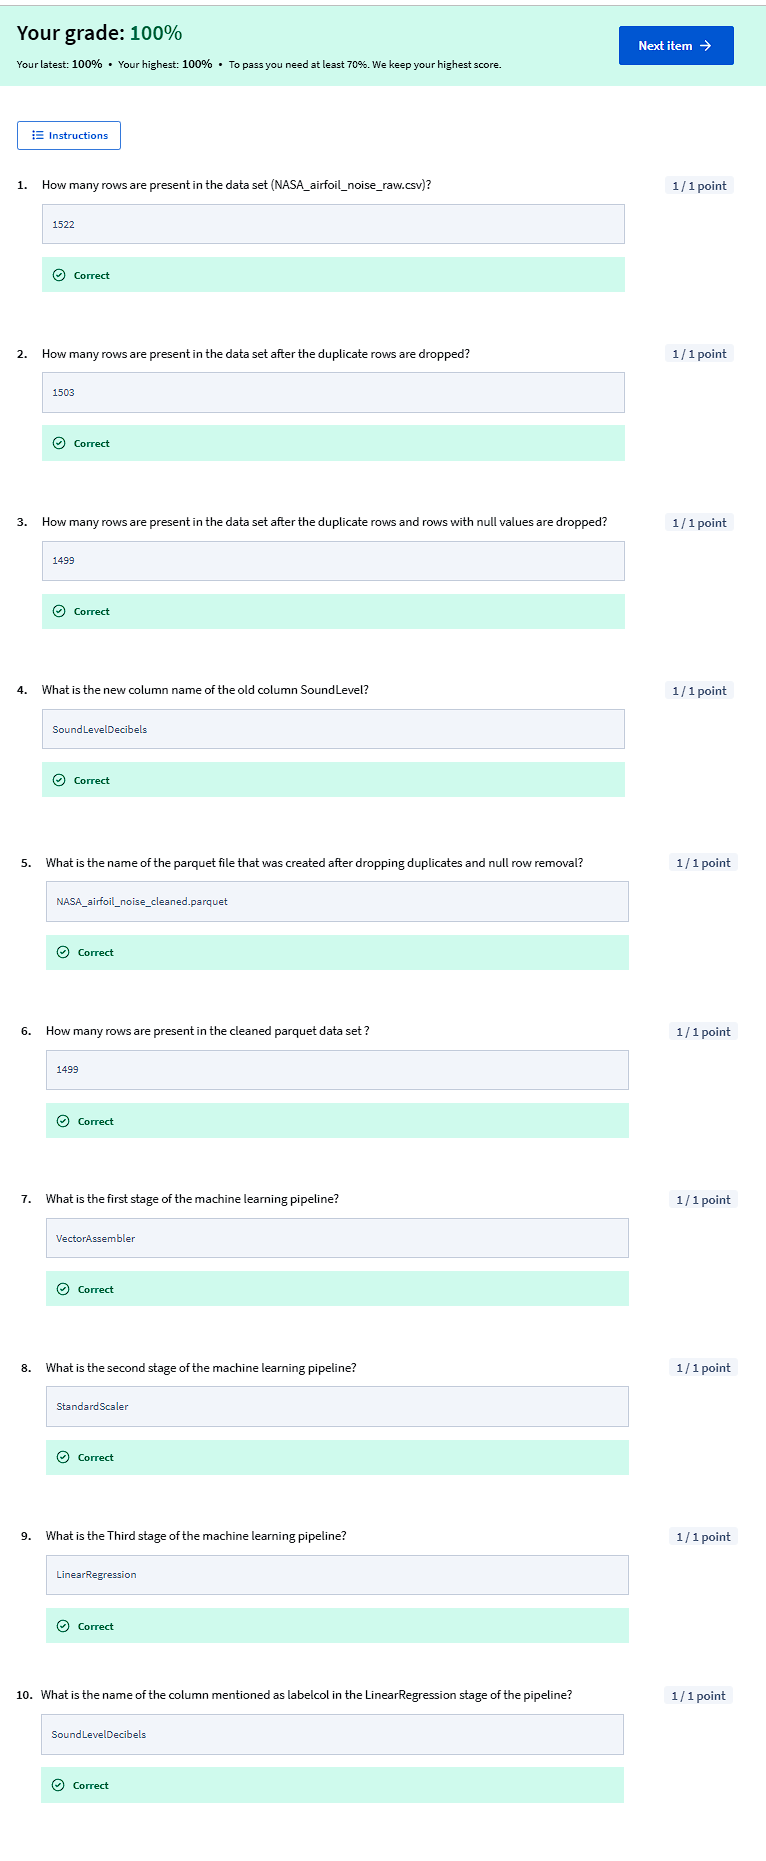 Your grade: 100%
Next item →
Your latest: 100% • Your highest: 100% • To pass you need at least 70%. We keep your highest score.
Instructions
1. How many rows are present in the data set (NASA_airfoil_noise_raw.csv)? 1 / 1 point
1522
Correct
2. How many rows are present in the data set after the duplicate rows are dropped? 1 / 1 point
1503
Correct
3. How many rows are present in the data set after the duplicate rows and rows with null values are dropped? 1 / 1 point
1499
Correct
4. What is the new column name of the old column SoundLevel? 1 / 1 point
SoundLevelDecibels
Correct
5. What is the name of the parquet file that was created after dropping duplicates and null row removal? 1 / 1 point
NASA_airfoil_noise_cleaned.parquet
Correct
6. How many rows are present in the cleaned parquet data set ? 1 / 1 point
1499
Correct
7. What is the first stage of the machine learning pipeline? 1 / 1 point
VectorAssembler
Correct
8. What is the second stage of the machine learning pipeline? 1 / 1 point
StandardScaler
Correct
9. What is the Third stage of the machine learning pipeline? 1 / 1 point
LinearRegression
Correct
10. What is the name of the column mentioned as labelcol in the LinearRegression stage of the pipeline? 1 / 1 point
SoundLevelDecibels
Correct